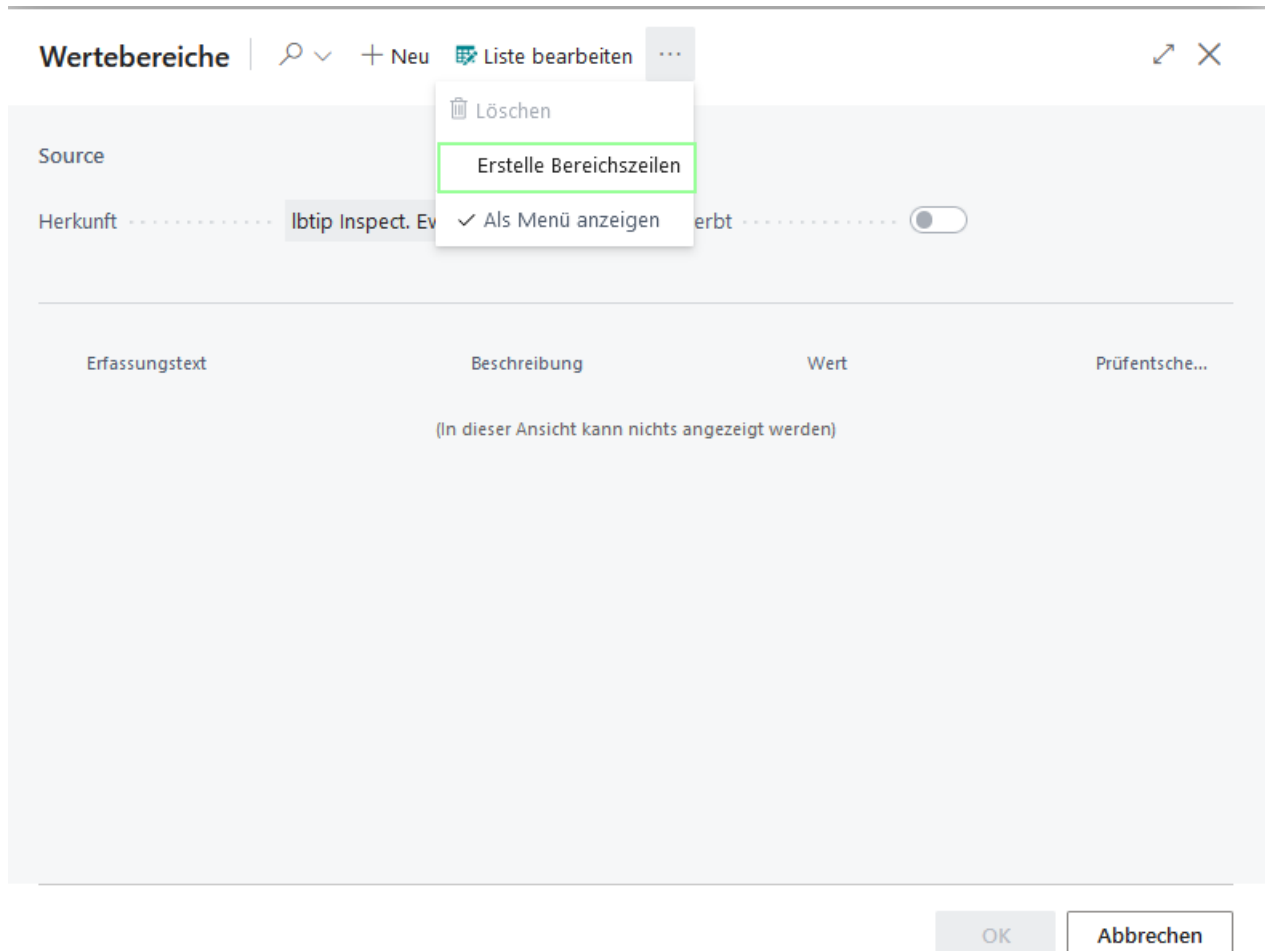 Wertebereiche
Neu
Liste bearbeiten
Löschen
Source
Erstelle Bereichszeilen
Herkunft
lbtip Inspect. Ev
Als Menü anzeigen
erbt
Erfassungstext Beschreibung Wert Prüfentsche...
(In dieser Ansicht kann nichts angezeigt werden)
OK
Abbrechen